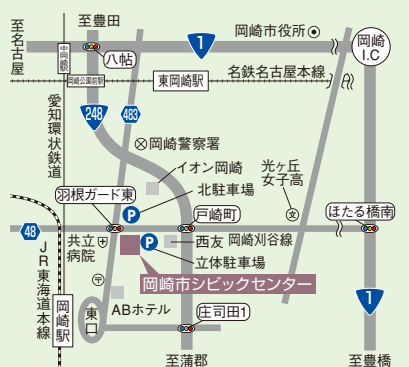 至豊田
岡崎市役所
至名古屋
1
岡崎
I.C
中岡崎駅
八帖
岡崎公園前駅
東岡崎駅
名鉄名古屋本線
愛知環状鉄道
248
483
岡崎警察署
イオン岡崎
光ヶ丘
女子高
羽根ガード東
P
北駐車場
戸崎町
文
ほたる橋南
48
共立
病院
P
西友
岡崎刈谷線
立体駐車場
JR東海道本線
岡崎駅
〒
岡崎市シビックセンター
東口
ABホテル
庄司田1
1
至蒲郡
至豊橋